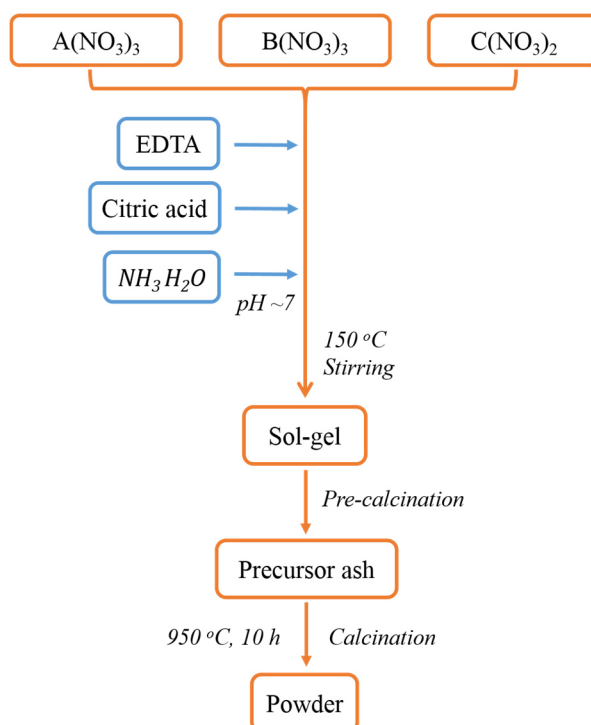 A(NO₃)₃
B(NO₃)₃
C(NO₃)₂
EDTA
Citric acid
NH₃ H₂O
pH ~7
150 ᵒC
Stirring
Sol-gel
Pre-calcination
Precursor ash
950 ᵒC, 10 h
Calcination
Powder